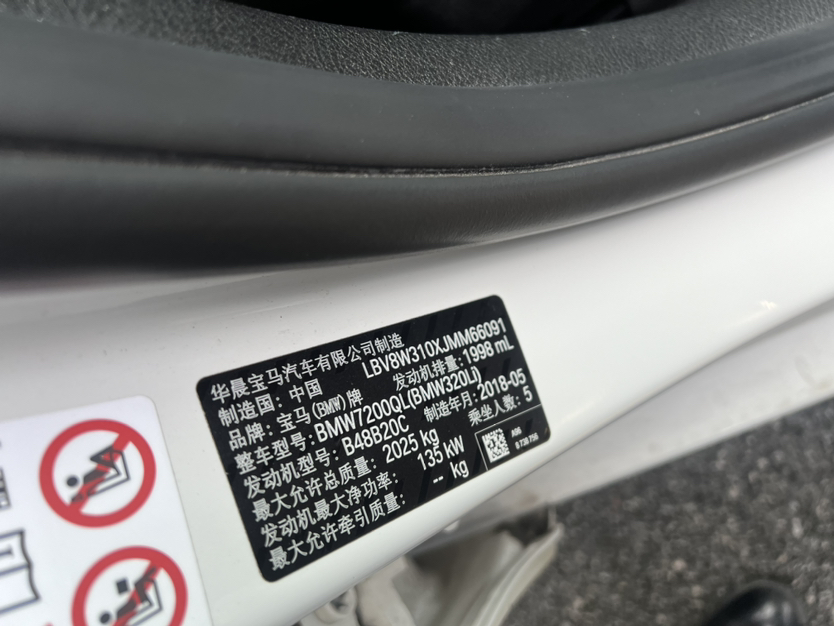 华晨宝马汽车有限公司制造
制造国：中国 LBV8W310XJMM66091
品牌：宝马(BMW)牌 发动机排量：1998 mL
整车型号：BMW7200QL(BMW320Li)
发动机型号：B48B20C 制造年月：2018-05
最大允许总质量：2025 kg 乘坐人数：5
发动机最大净功率：135 kW
最大允许牵引质量：-- kg